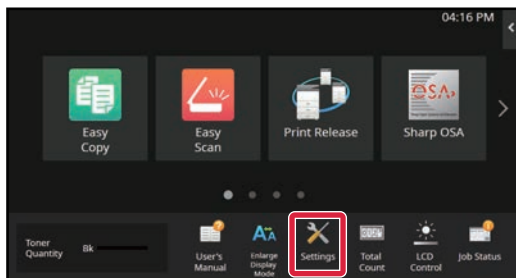 04:16 PM
Easy
Copy
Easy
Scan
Print Release
OSA
Sharp OSA
Toner
Quantity
Bk
User's
Manual
Enlarge
Display
Mode
Settings
Total
Count
LCD
Control
Job Status